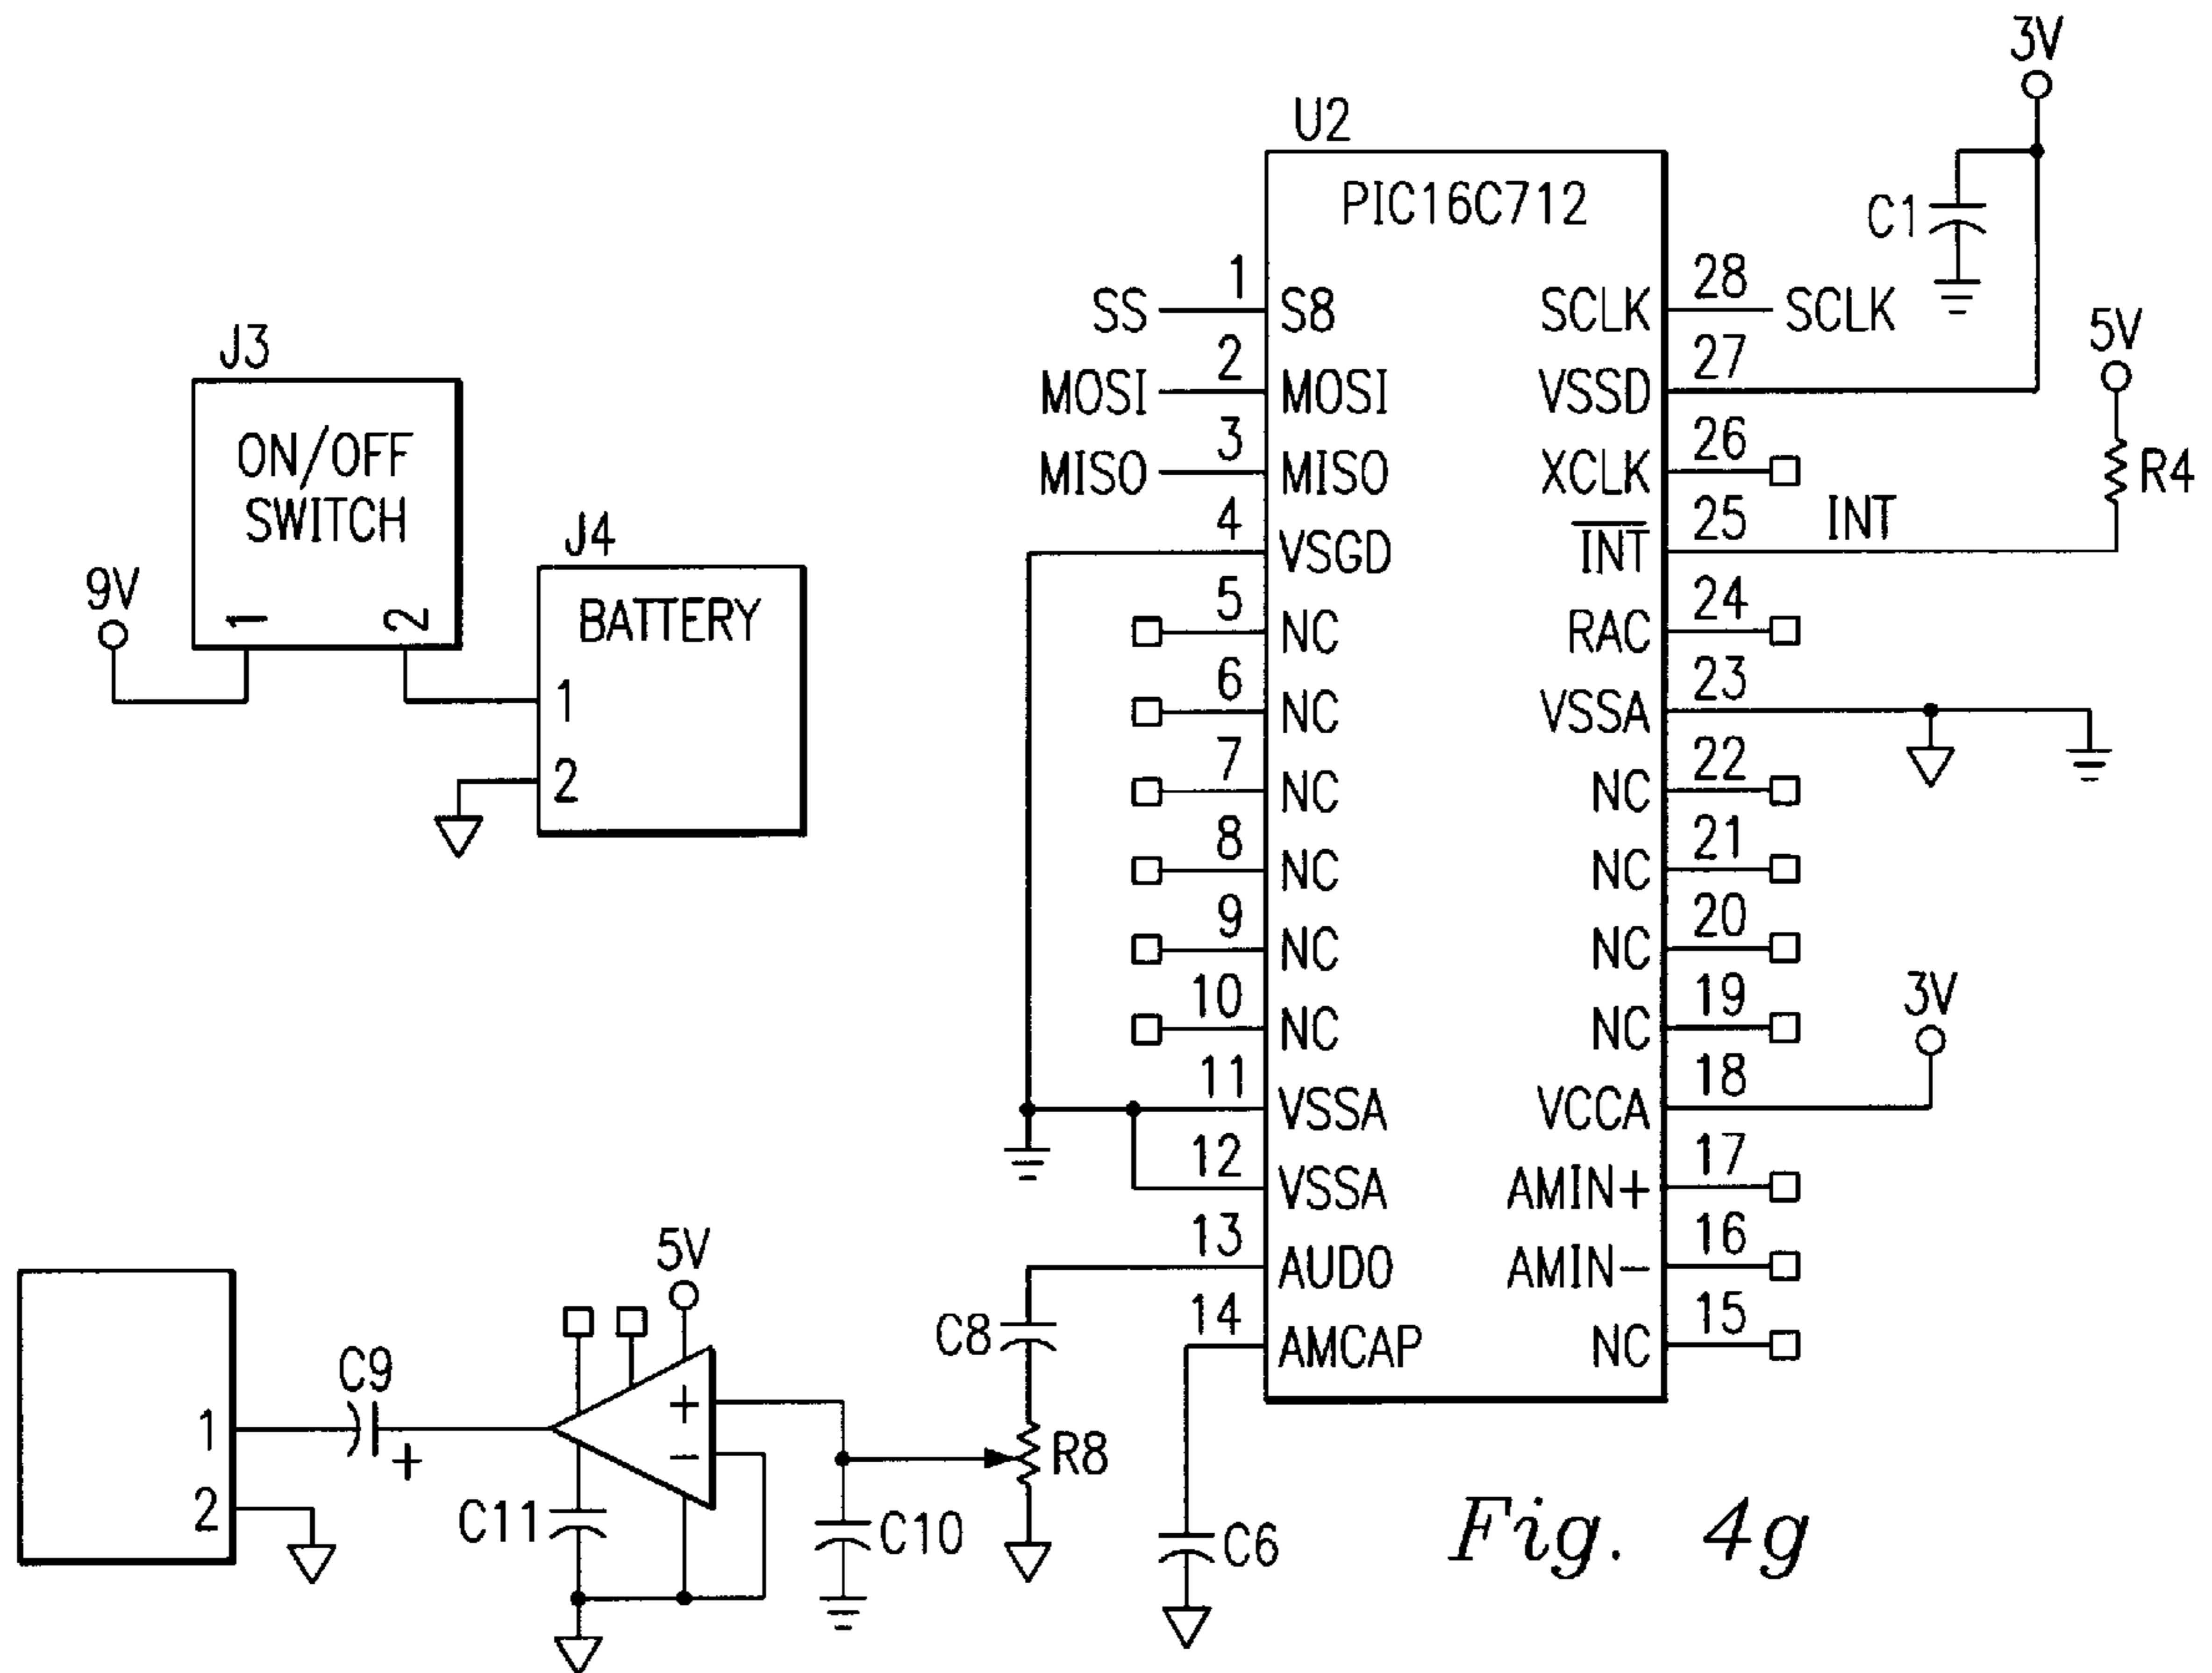 3V
U2
PIC16C712
C1
1 28
SS S8 SCLK SCLK
2 27
MOSI MOSI VSSD
3 26
MISO MISO XCLK
4 25
VSGD INT INT
5V
R4
5 24
NC RAC
6 23
NC VSSA
7 22
NC NC
8 21
NC NC
9 20
NC NC
10 19
NC NC
3V
11 18
VSSA VCCA
12 17
VSSA AMIN+
13 16
AUDO AMIN-
14 15
AMCAP NC
J3
ON/OFF
SWITCH
1 2
9V
J4
BATTERY
1
2
5V
C8
C9
+
+
-
1
2
R8
C11
C10
C6
Fig. 4g